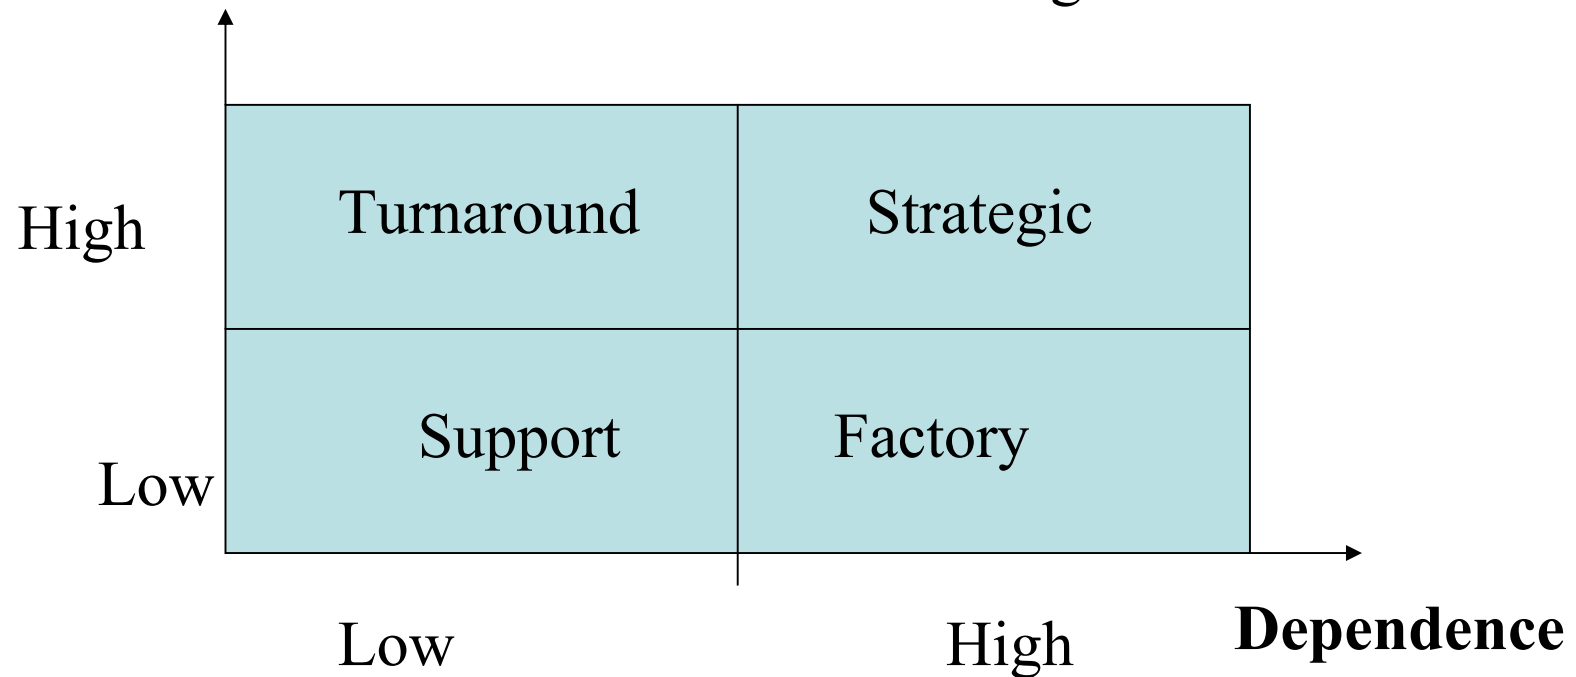 Turnaround Strategic
High
Support Factory
Low
Low High Dependence